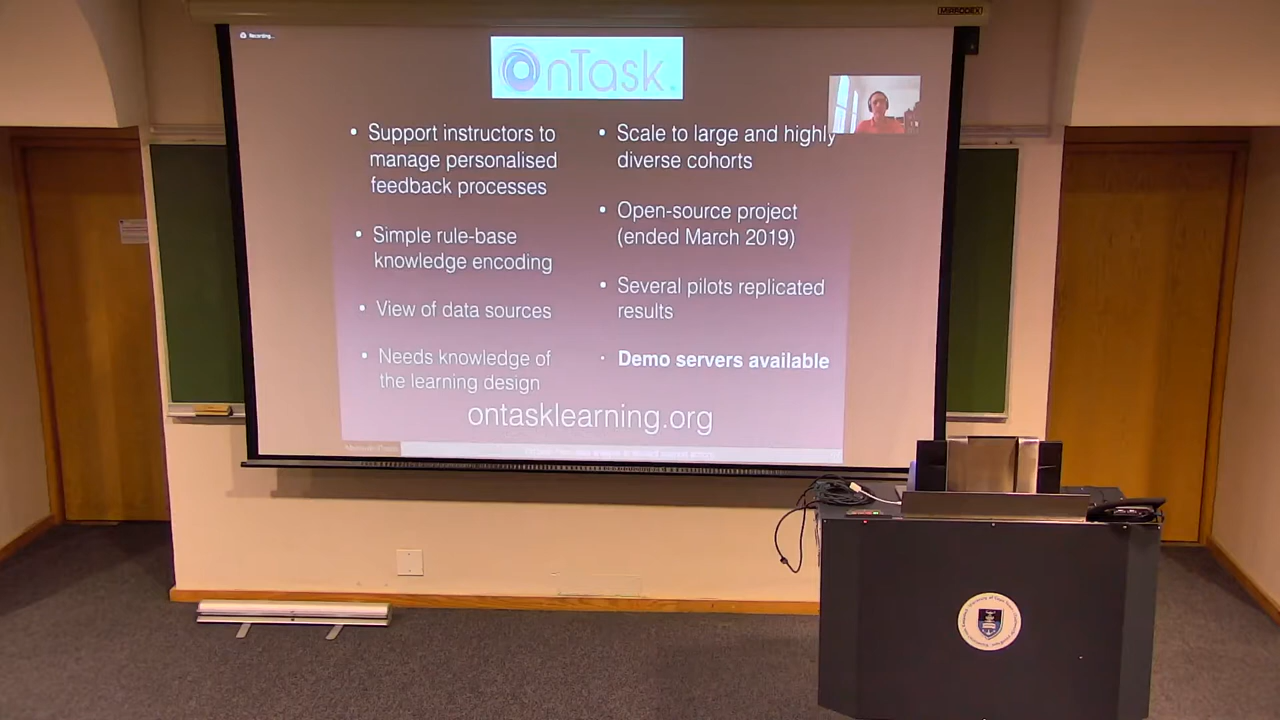 Recording...
OnTask
• Support instructors to
manage personalised
feedback processes
• Simple rule-base
knowledge encoding
• View of data sources
• Needs knowledge of
the learning design
• Scale to large and highly
diverse cohorts
• Open-source project
(ended March 2019)
• Several pilots replicated
results
• Demo servers available
ontasklearning.org